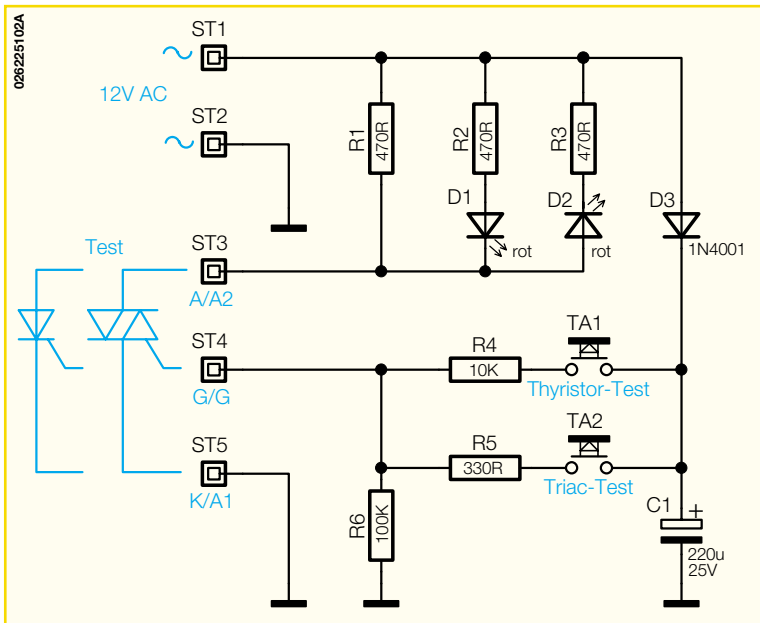 026225102A
ST1
12V AC
ST2
R1
470R
R2
470R
R3
470R
D1
rot
D2
rot
D3
1N4001
Test
ST3
A/A2
ST4
G/G
R4
10K
TA1
Thyristor-Test
ST5
K/A1
R5
330R
TA2
Triac-Test
R6
100K
C1
+
220u
25V